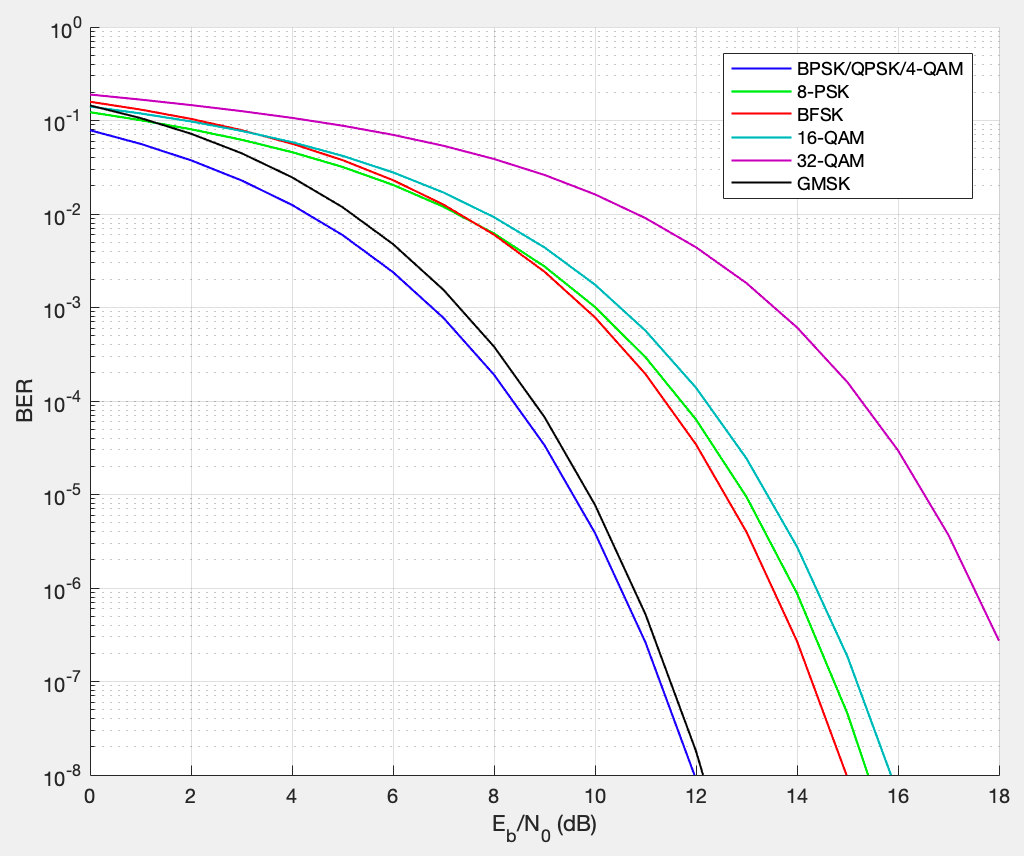 10^0
10^-1
10^-2
10^-3
10^-4
10^-5
10^-6
10^-7
10^-8
BER
BPSK/QPSK/4-QAM
8-PSK
BFSK
16-QAM
32-QAM
GMSK
0 2 4 6 8 10 12 14 16 18
E_b/N_0 (dB)